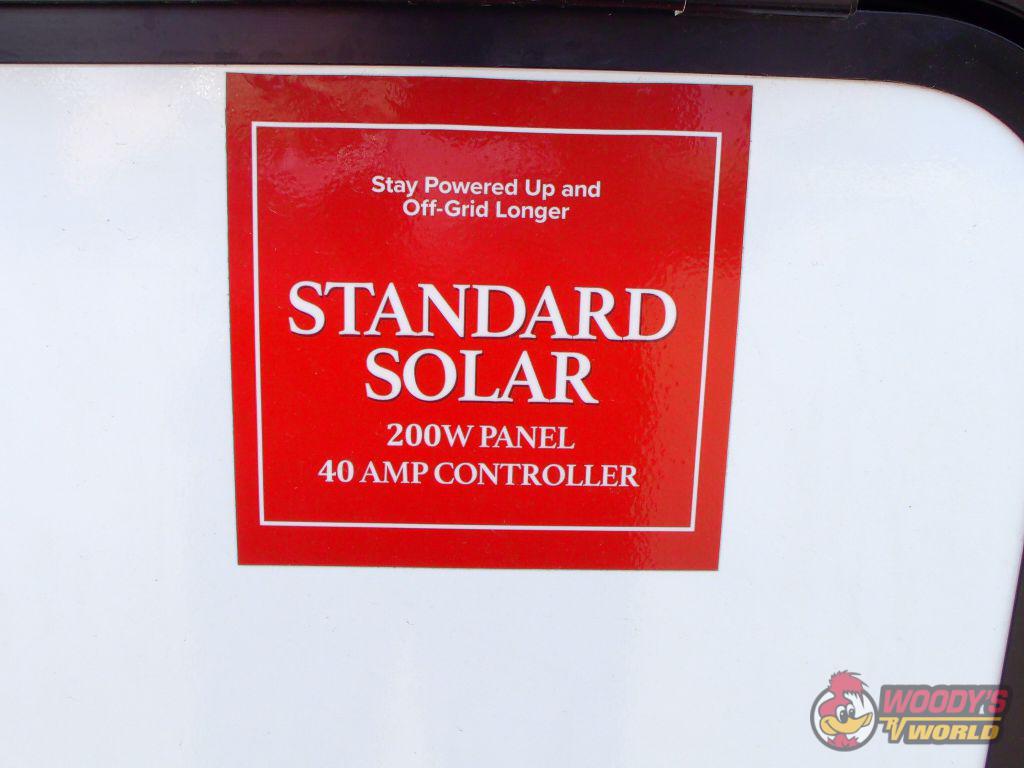 Stay Powered Up and
Off-Grid Longer
STANDARD
SOLAR
200W PANEL
40 AMP CONTROLLER
WOODY'S
RV WORLD